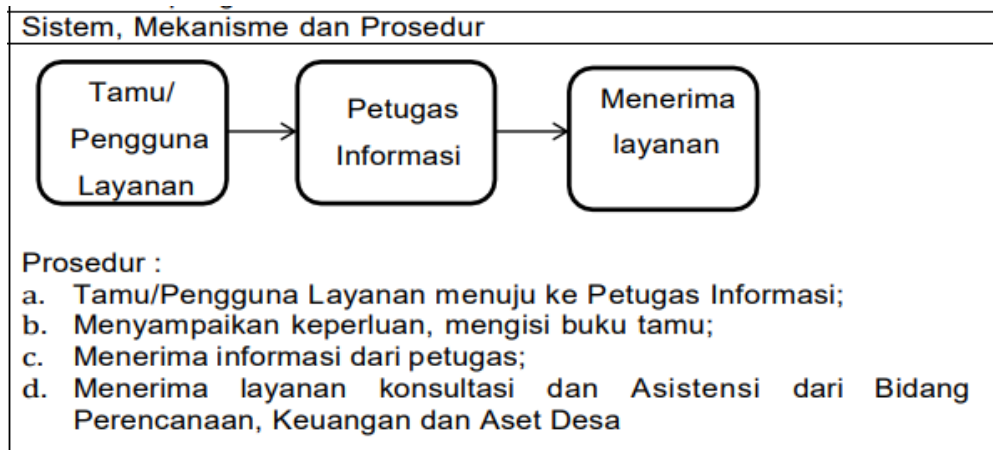 Sistem, Mekanisme dan Prosedur
Tamu/
Pengguna
Layanan
Petugas
Informasi
Menerima
layanan
Prosedur :
a. Tamu/Pengguna Layanan menuju ke Petugas Informasi;
b. Menyampaikan keperluan, mengisi buku tamu;
c. Menerima informasi dari petugas;
d. Menerima layanan konsultasi dan Asistensi dari Bidang
Perencanaan, Keuangan dan Aset Desa